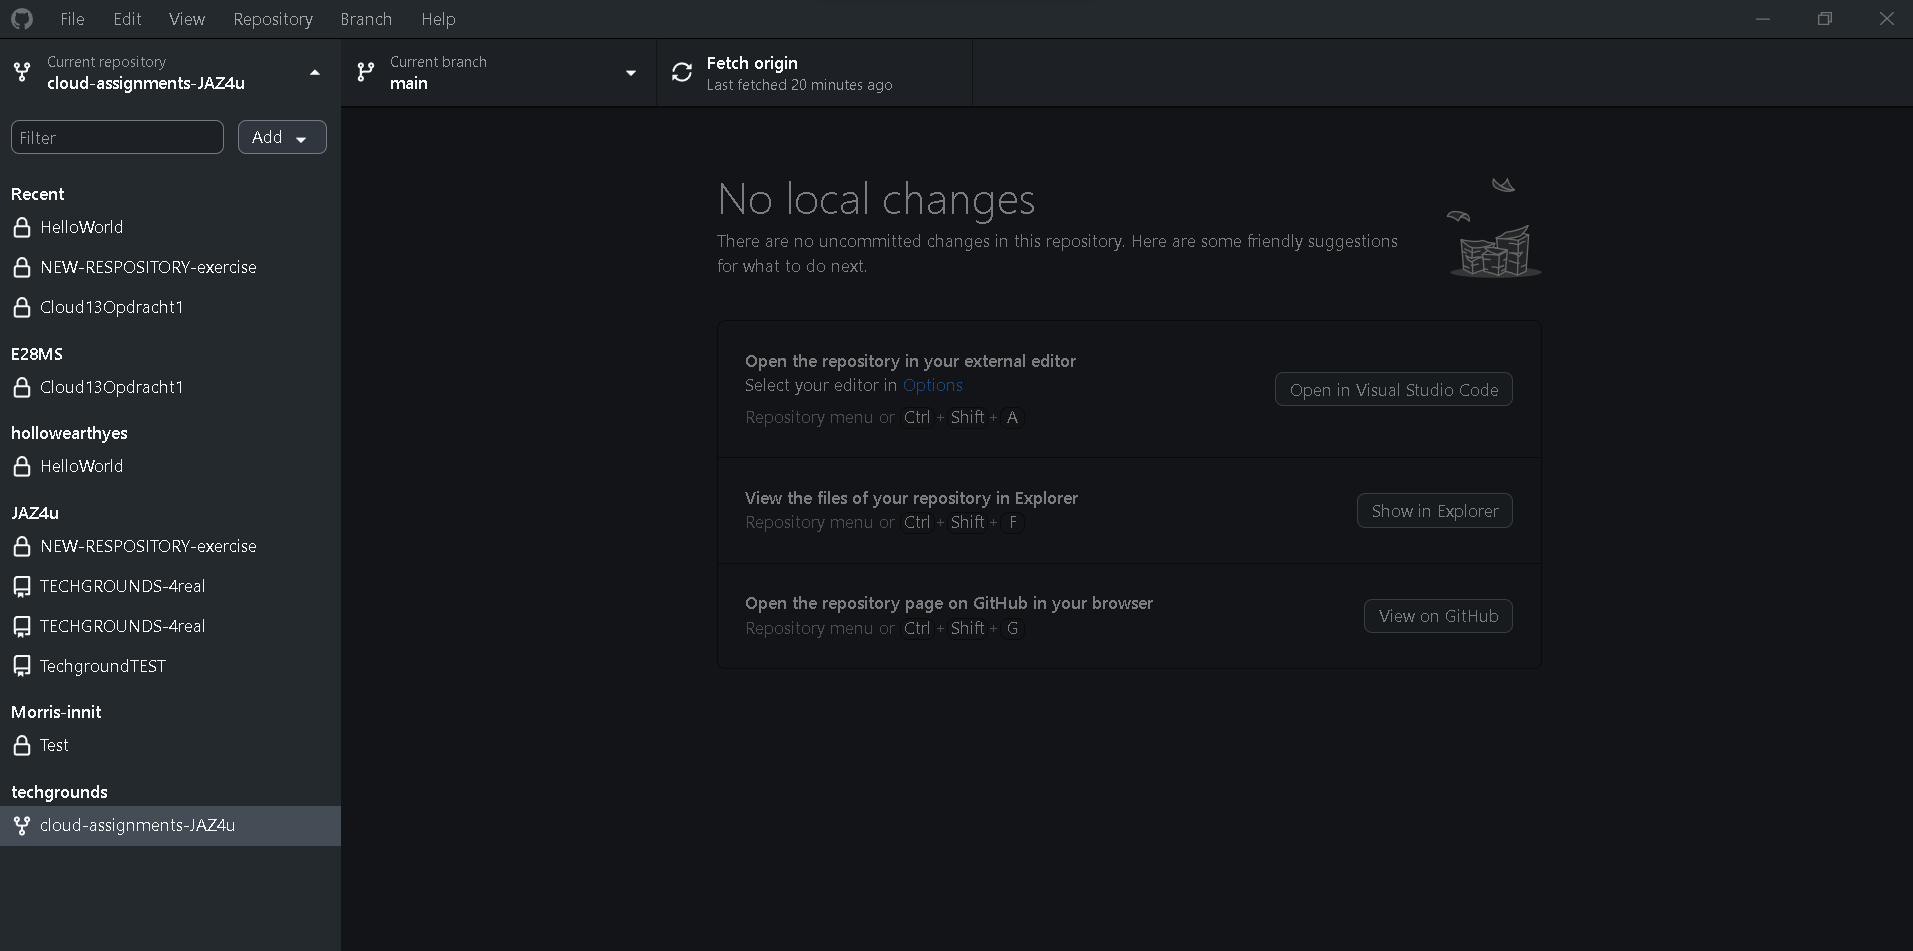 File Edit View Repository Branch Help
Current repository
cloud-assignments-JAZ4u
Current branch
main
Fetch origin
Last fetched 20 minutes ago
Filter
Add
Recent
HelloWorld
NEW-RESPOSITORY-exercise
Cloud13Opdracht1
E28MS
Cloud13Opdracht1
hollowearthyes
HelloWorld
JAZ4u
NEW-RESPOSITORY-exercise
TECHGROUNDS-4real
TECHGROUNDS-4real
TechgroundTEST
Morris-innit
Test
techgrounds
cloud-assignments-JAZ4u
No local changes
There are no uncommitted changes in this repository. Here are some friendly suggestions
for what to do next.
Open the repository in your external editor
Select your editor in Options
Repository menu or Ctrl + Shift + A
Open in Visual Studio Code
View the files of your repository in Explorer
Repository menu or Ctrl + Shift + F
Show in Explorer
Open the repository page on GitHub in your browser
Repository menu or Ctrl + Shift + G
View on GitHub